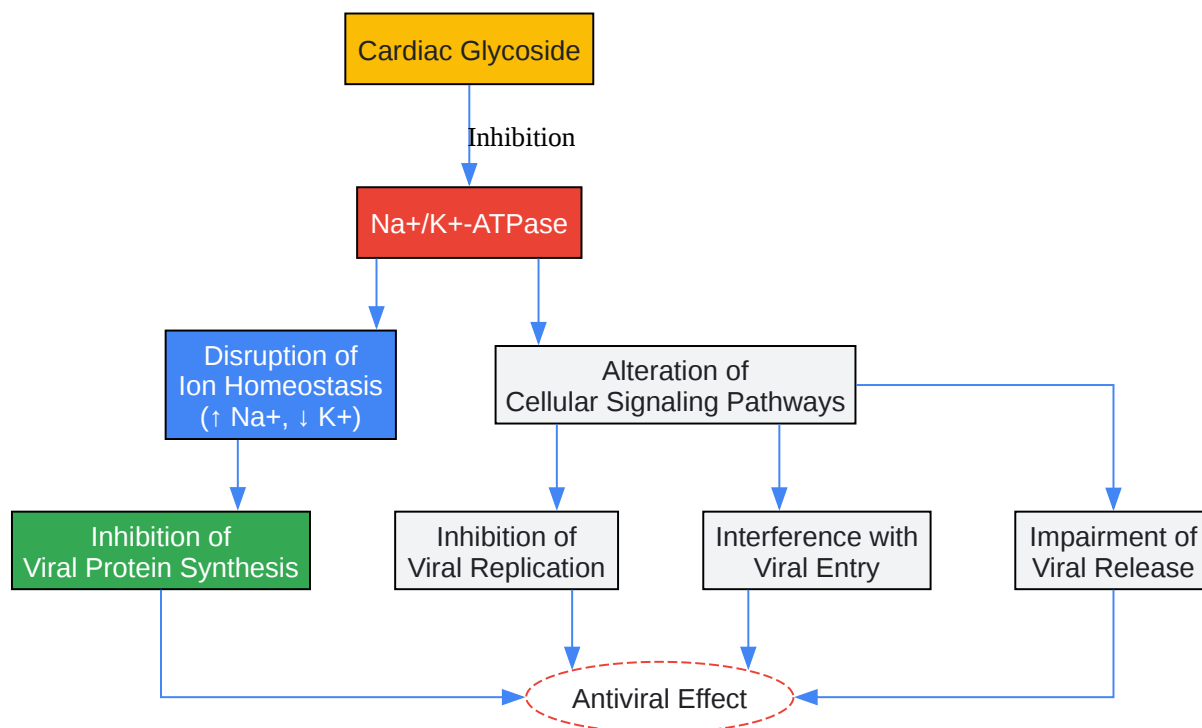 Cardiac Glycoside
Inhibition
Na+/K+-ATPase
Disruption of
Ion Homeostasis
(↑ Na+, ↓ K+)
Alteration of
Cellular Signaling Pathways
Inhibition of
Viral Protein Synthesis
Inhibition of
Viral Replication
Interference with
Viral Entry
Impairment of
Viral Release
Antiviral Effect